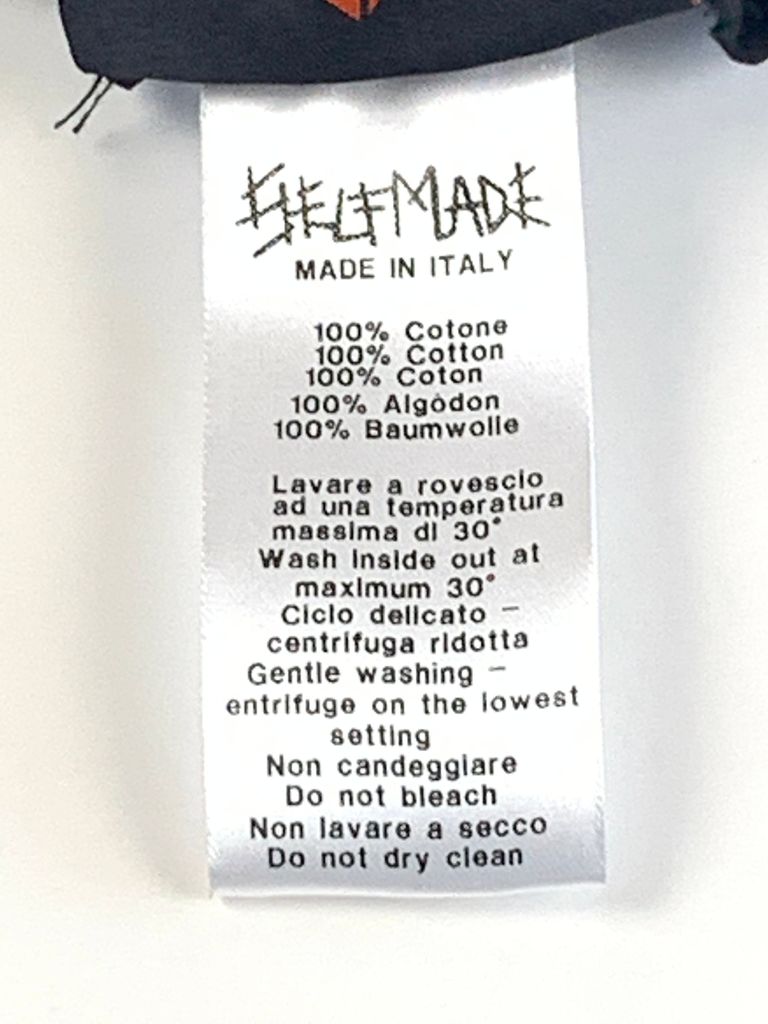 SELFMADE
MADE IN ITALY
100% Cotone
100% Cotton
100% Coton
100% Algódon
100% Baumwolle
Lavare a rovescio
ad una temperatura
massima di 30°
Wash inside out at
maximum 30°
Ciclo delicato –
centrifuga ridotta
Gentle washing –
entrifuge on the lowest
setting
Non candeggiare
Do not bleach
Non lavare a secco
Do not dry clean